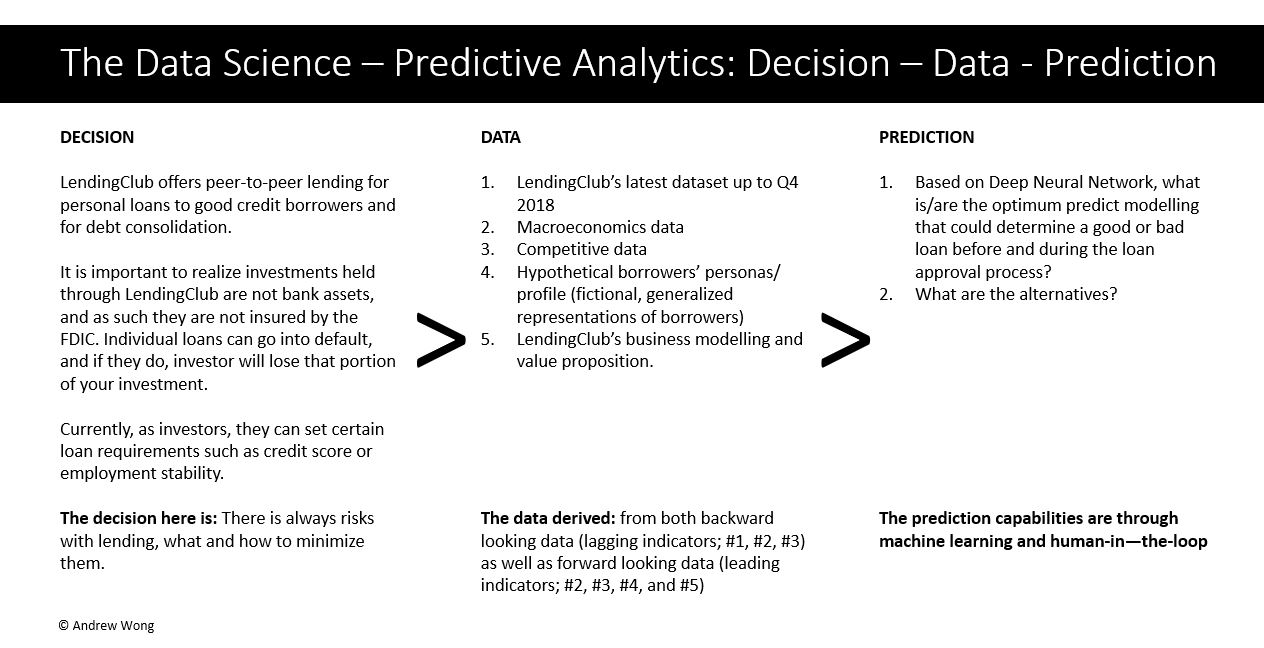 The Data Science – Predictive Analytics: Decision – Data - Prediction
DECISION
LendingClub offers peer-to-peer lending for
personal loans to good credit borrowers and
for debt consolidation.
It is important to realize investments held
through LendingClub are not bank assets,
and as such they are not insured by the
FDIC. Individual loans can go into default,
and if they do, investor will lose that portion
of your investment.
Currently, as investors, they can set certain
loan requirements such as credit score or
employment stability.
The decision here is: There is always risks
with lending, what and how to minimize
them.
>
DATA
1. LendingClub’s latest dataset up to Q4
2018
2. Macroeconomics data
3. Competitive data
4. Hypothetical borrowers’ personas/
profile (fictional, generalized
representations of borrowers)
5. LendingClub’s business modelling and
value proposition.
The data derived: from both backward
looking data (lagging indicators; #1, #2, #3)
as well as forward looking data (leading
indicators; #2, #3, #4, and #5)
>
PREDICTION
1. Based on Deep Neural Network, what
is/are the optimum predict modelling
that could determine a good or bad
loan before and during the loan
approval process?
2. What are the alternatives?
The prediction capabilities are through
machine learning and human-in—the-loop
© Andrew Wong